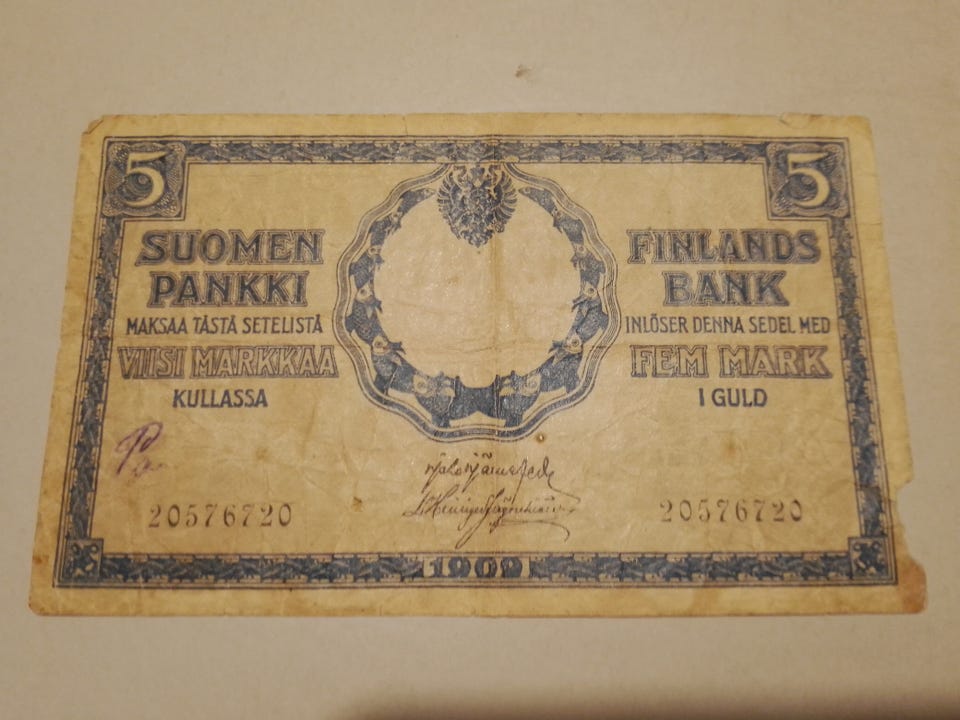 5
5
SUOMEN
PANKKI
MAKSAA TÄSTÄ SETELISTÄ
VIISI MARKKAA
KULLASSA
FINLANDS
BANK
INLÖSER DENNA SEDEL MED
FEM MARK
I GULD
20576720
20576720
1909